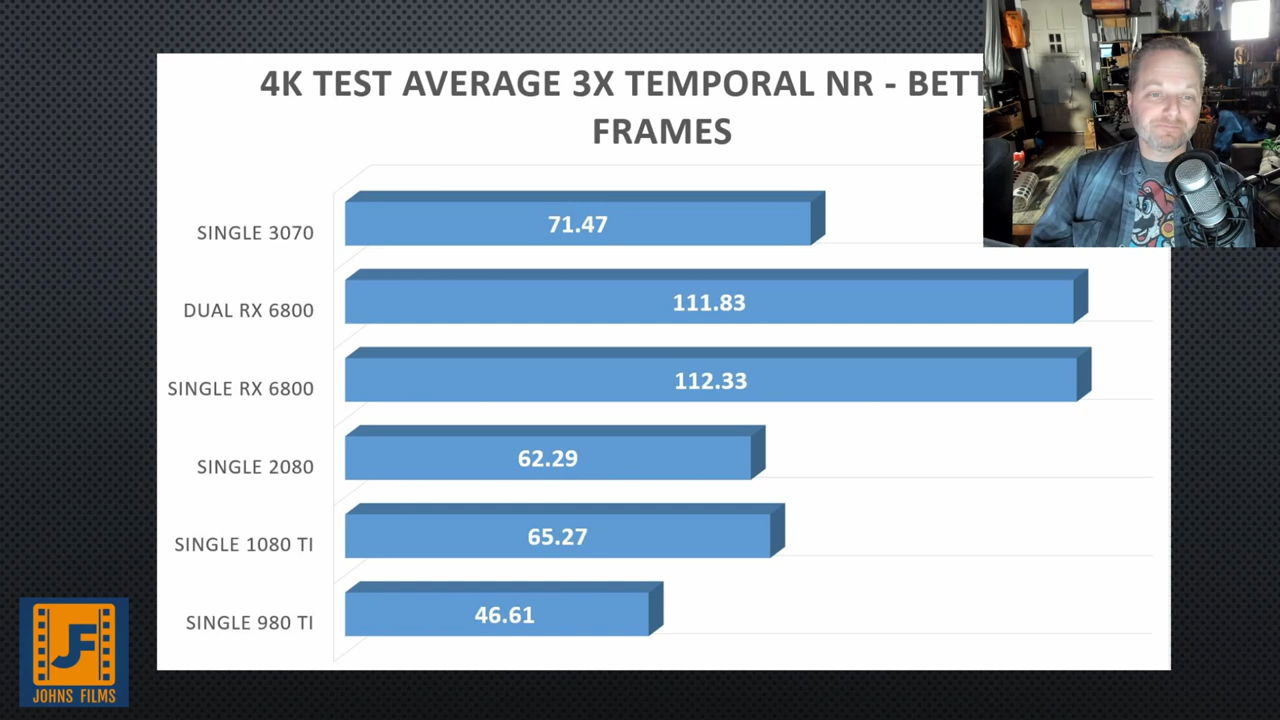 4K TEST AVERAGE 3X TEMPORAL NR -
FRAMES
SINGLE 3070 71.47
DUAL RX 6800 111.83
SINGLE RX 6800 112.33
SINGLE 2080 62.29
SINGLE 1080 TI 65.27
SINGLE 980 TI 46.61
JF
JOHNS FILMS